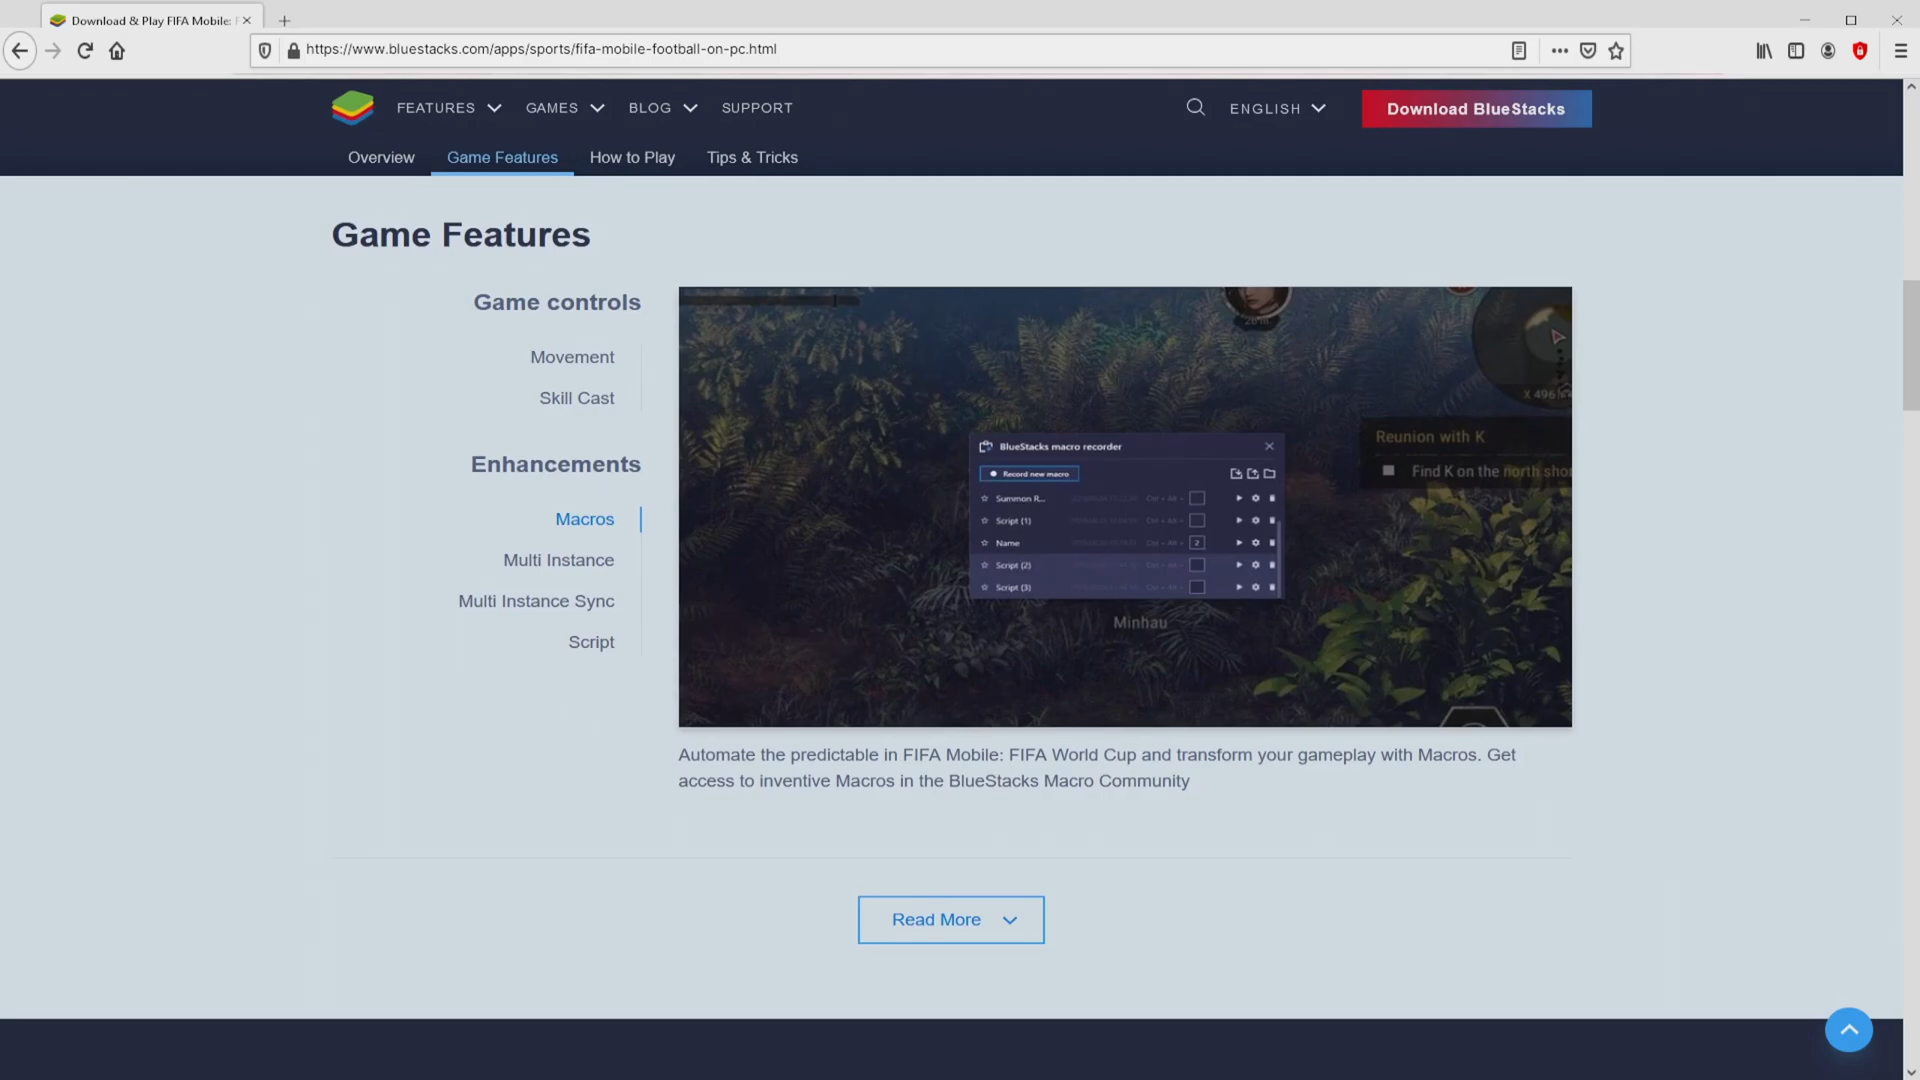 Download & Play FIFA Mobile: F
https://www.bluestacks.com/apps/sports/fifa-mobile-football-on-pc.html
FEATURES GAMES BLOG SUPPORT ENGLISH Download BlueStacks
Overview Game Features How to Play Tips & Tricks
Game Features
Game controls
Movement
Skill Cast
Enhancements
Macros
Multi Instance
Multi Instance Sync
Script
X 496
Reunion with K
Find K on the north shor
BlueStacks macro recorder
Record new macro
Summon R...
Script (1)
Name 2
Script (2)
Script (3)
Minhau
Automate the predictable in FIFA Mobile: FIFA World Cup and transform your gameplay with Macros. Get
access to inventive Macros in the BlueStacks Macro Community
Read More